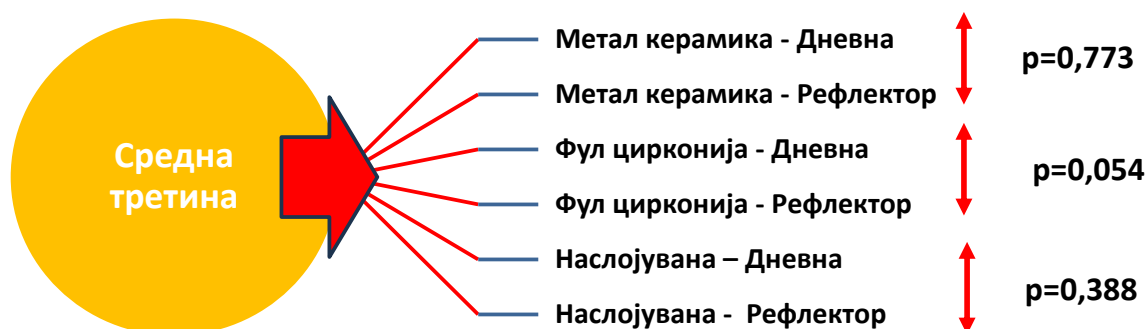 Средна
третина
Метал керамика - Дневна
Метал керамика - Рефлектор
p=0,773
Фул цирконија - Дневна
Фул цирконија - Рефлектор
p=0,054
Наслојувана – Дневна
Наслојувана - Рефлектор
p=0,388